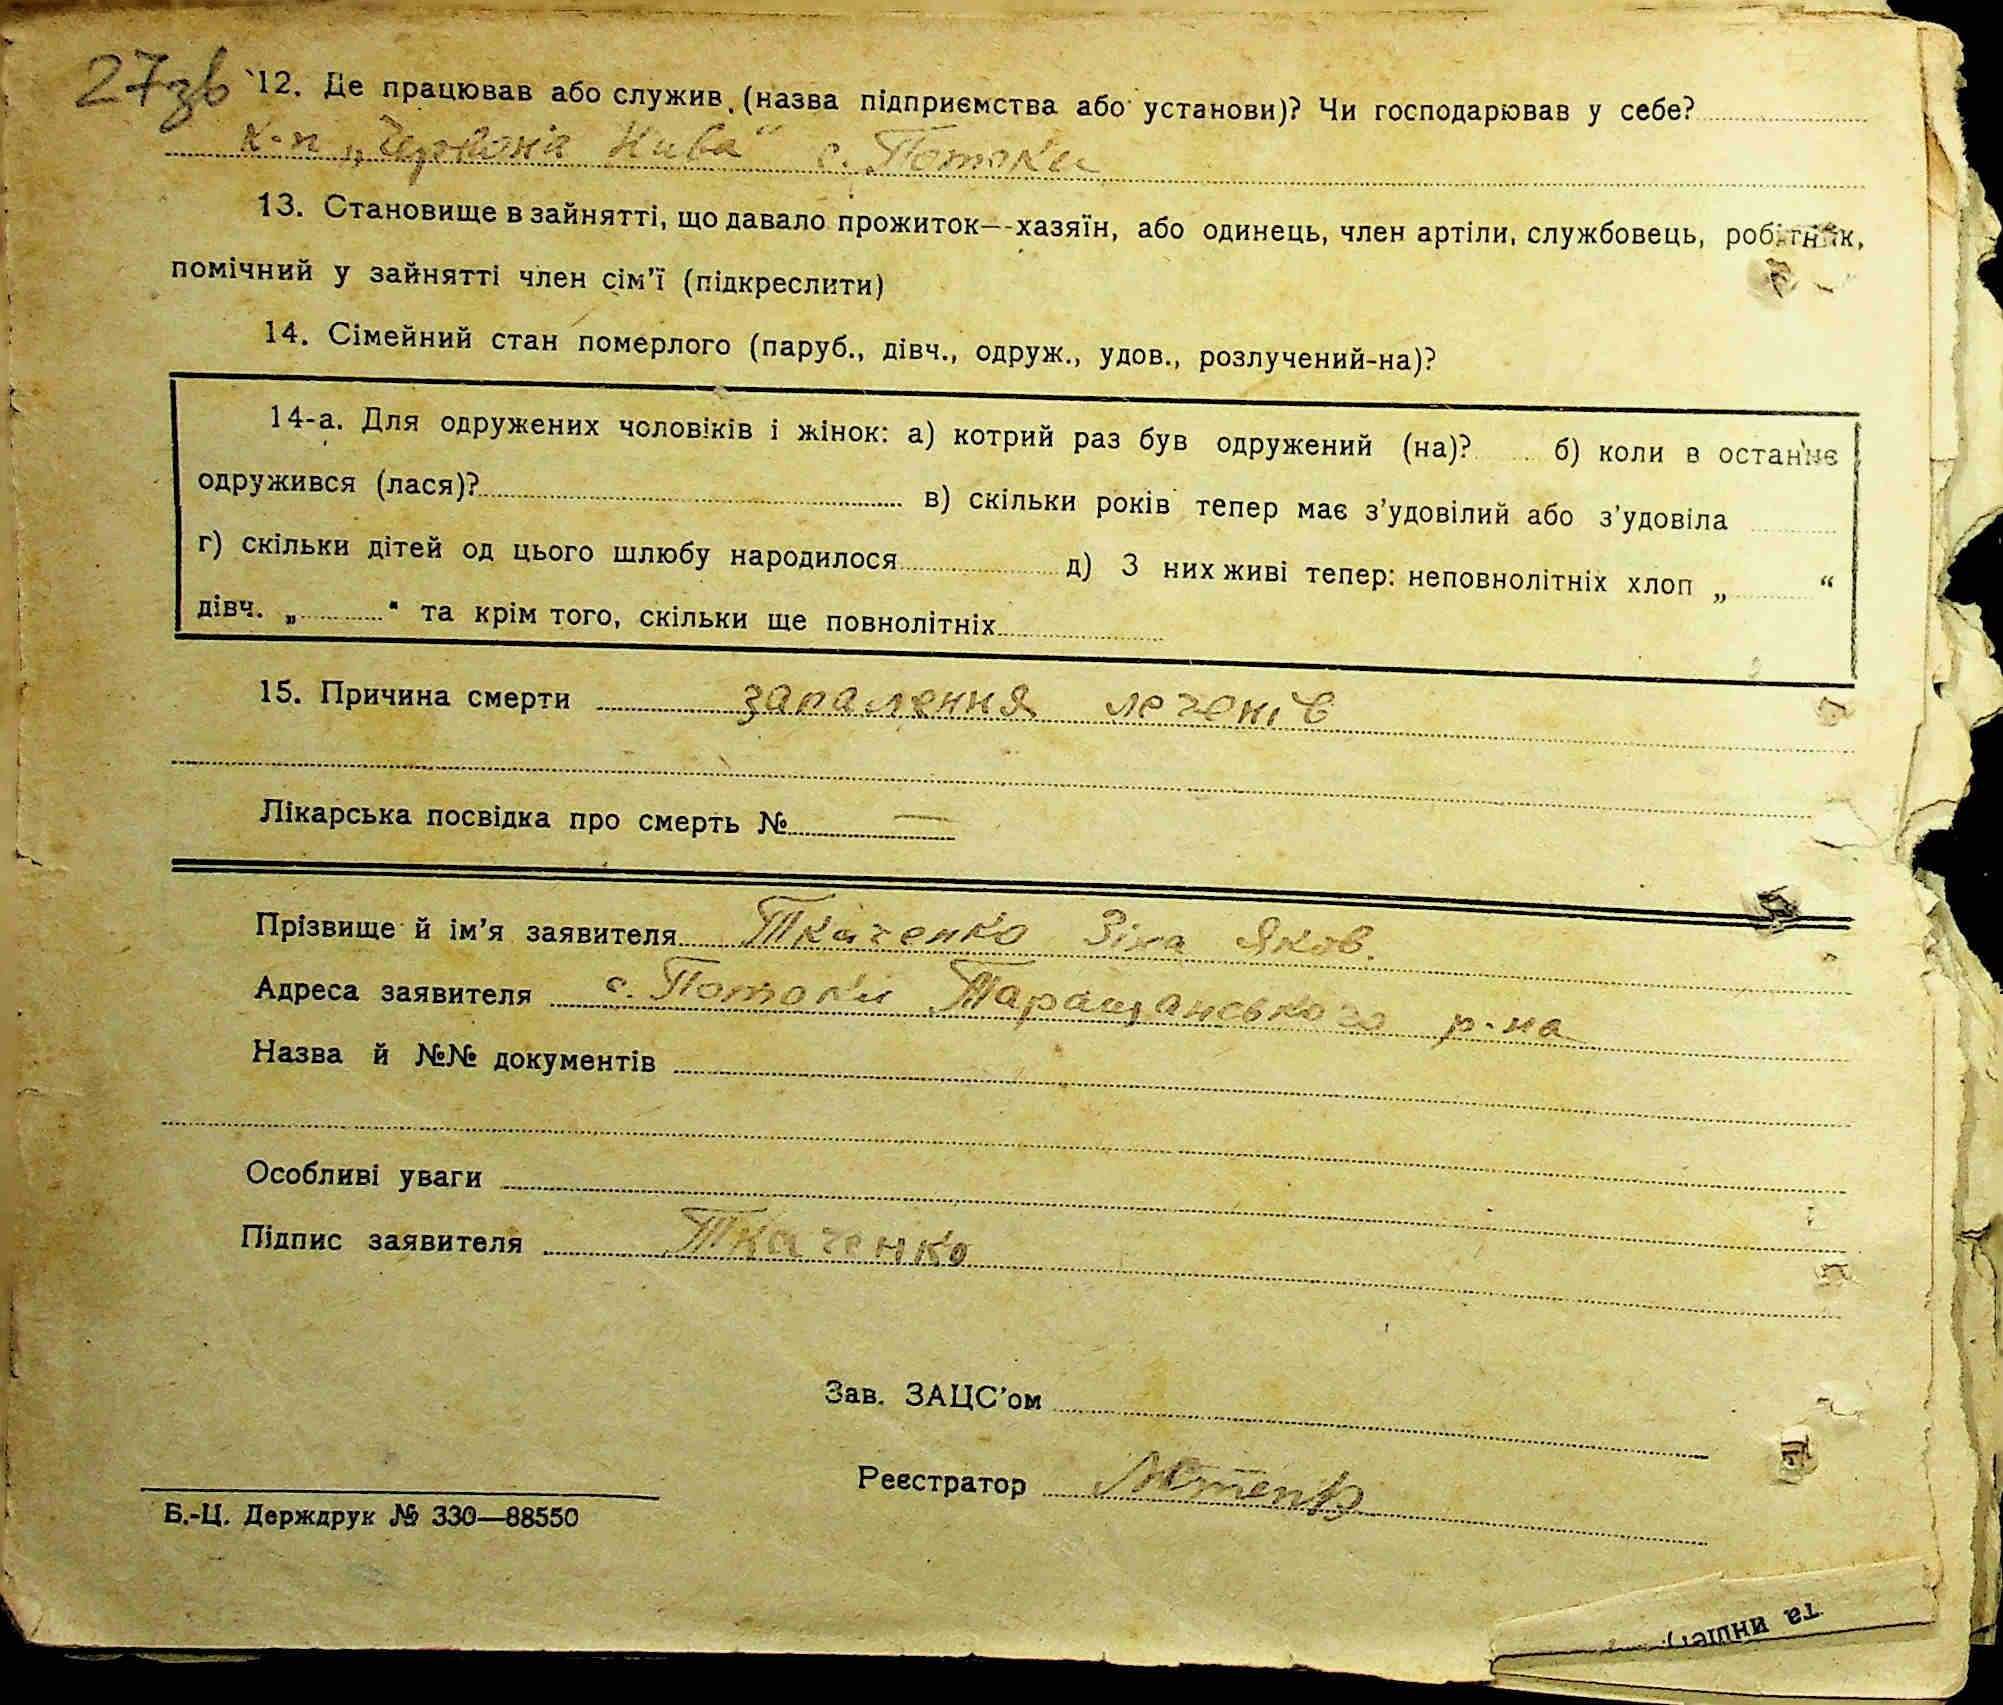 27зв 12. Де працював або служив (назва підприємства або установи)? Чи господарював у себе?
к-п „Червона Нива“ с. Потоки
13. Становище в зайнятті, що давало прожиток—-хазяїн, або одинець, член артіли, службовець, робітник,
помічний у зайнятті член сім’ї (підкреслити)
14. Сімейний стан померлого (паруб., дівч., одруж., удов., розлучений-на)?
14-а. Для одружених чоловіків і жінок: а) котрий раз був одружений (на)? б) коли в останнє
одружився (лася)? в) скільки років тепер має з’удовілий або з’удовіла
г) скільки дітей од цього шлюбу народилося д) З них живі тепер: неповнолітніх хлоп „ “
дівч. „ “ та крім того, скільки ще повнолітніх
15. Причина смерти запалення легенів
Лікарська посвідка про смерть № —
Прізвище й ім’я заявителя Ткаченко Зіна Яков.
Адреса заявителя с. Потоки Таращанського р-на
Назва й №№ документів
Особливі уваги
Підпис заявителя Ткаченко
Зав. ЗАЦС’ом
Реєстратор
Б.-Ц. Держдрук № 330—88550
та инше)